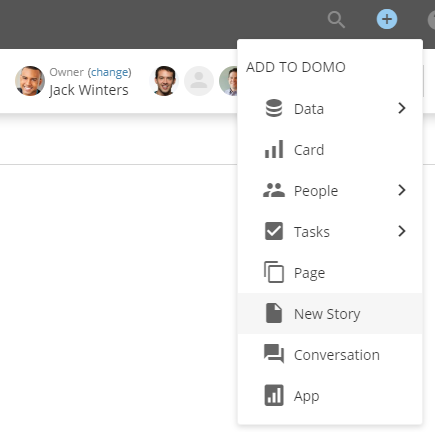 Owner (change)
Jack Winters
ADD TO DOMO
Data
Card
People
Tasks
Page
New Story
Conversation
App